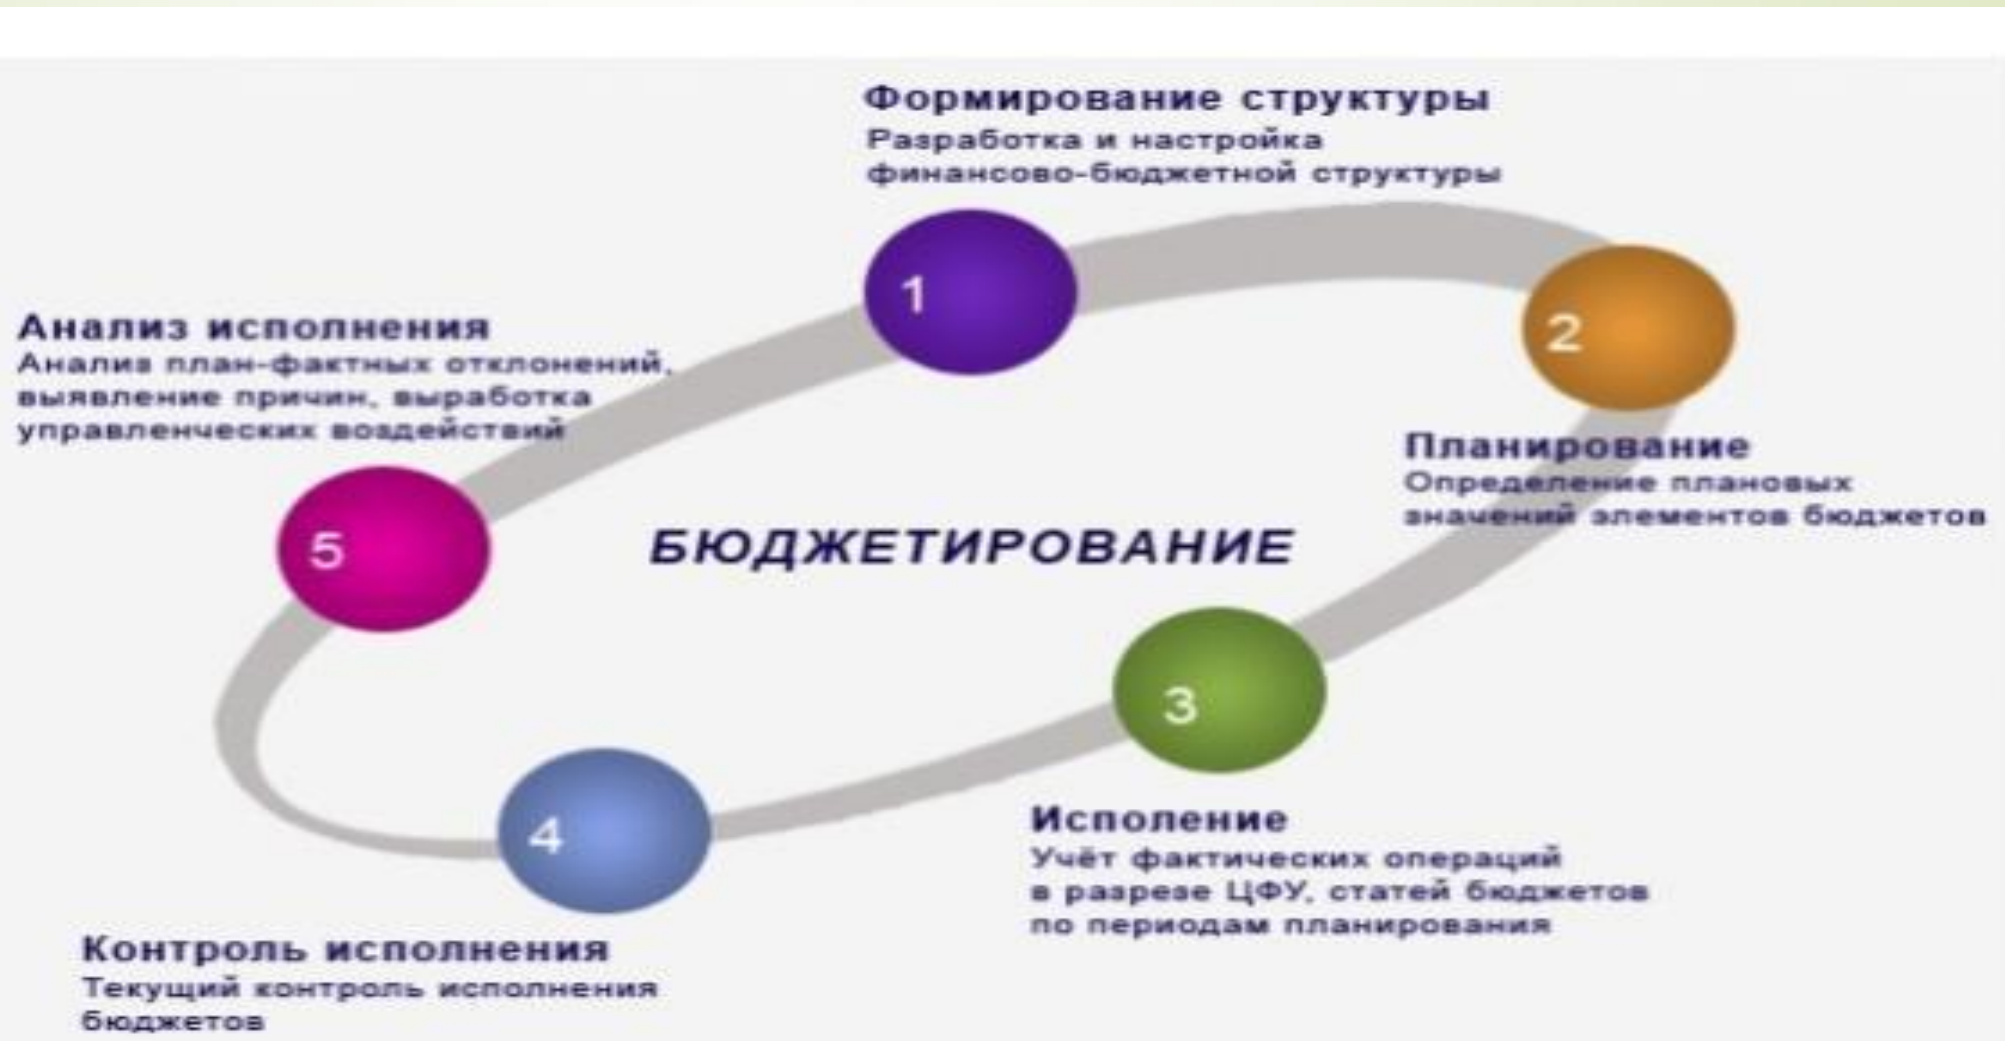 Формирование структуры
Разработка и настройка
финансово-бюджетной структуры
1
2
Анализ исполнения
Анализ план-фактных отклонений,
выявление причин, выработка
управленческих воздействий
5
БЮДЖЕТИРОВАНИЕ
Планирование
Определение плановых
значений элементов бюджетов
3
Исполение
Учёт фактических операций
в разрезе ЦФУ, статей бюджетов
по периодам планирования
4
Контроль исполнения
Текущий контроль исполнения
бюджетов